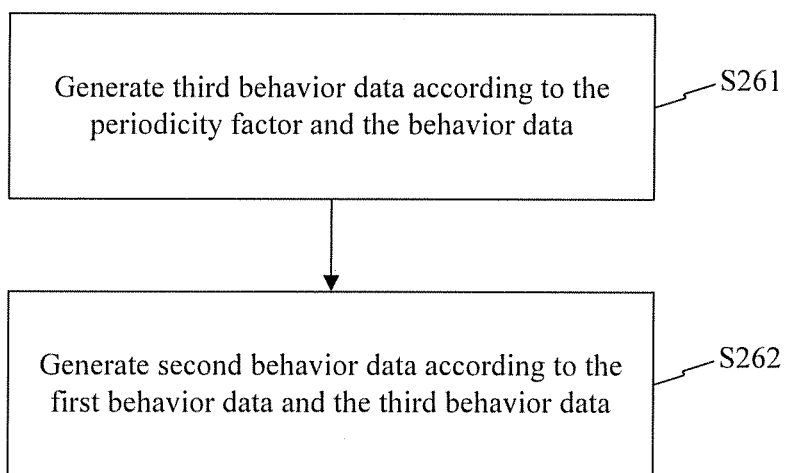 Generate third behavior data according to the
periodicity factor and the behavior data
S261
Generate second behavior data according to the
first behavior data and the third behavior data
S262